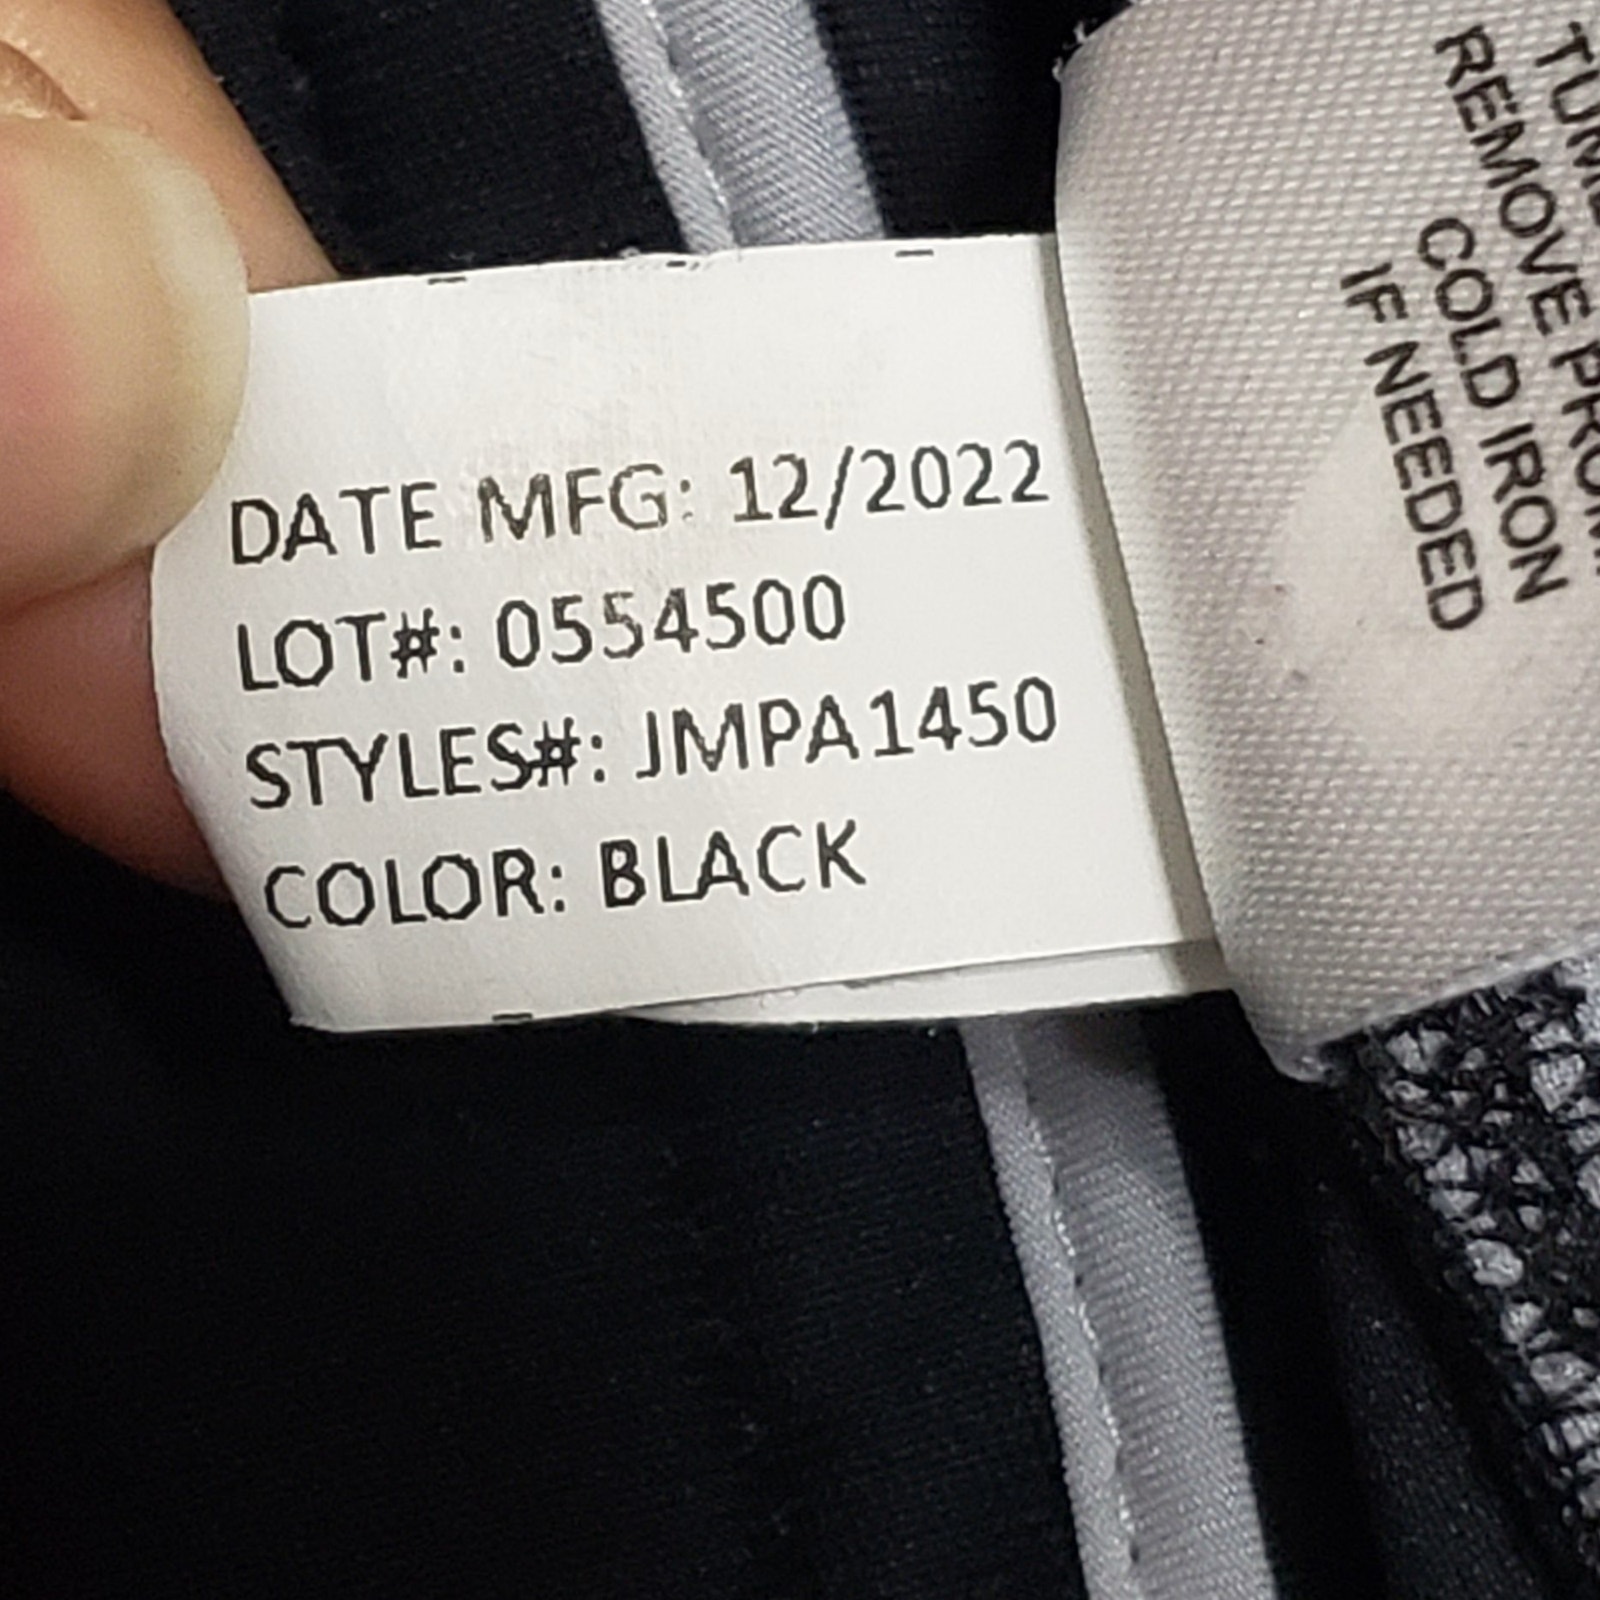 DATE MFG: 12/2022
LOT#: 0554500
STYLES#: JMPA1450
COLOR: BLACK
REMOVE
COLD IRON
IF NEEDED